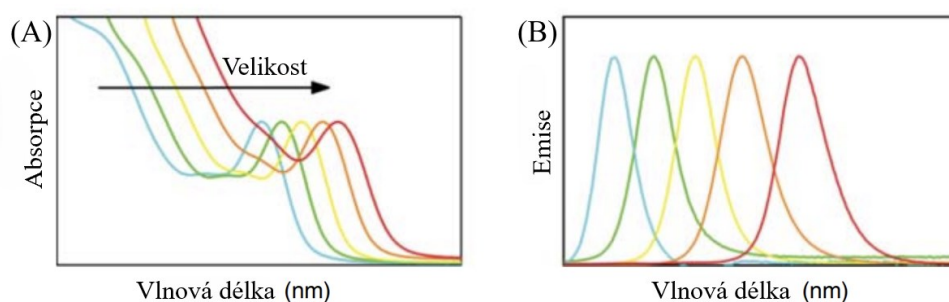 (A)
Velikost
Absorpce
Vlnová délka (nm)
(B)
Emise
Vlnová délka (nm)